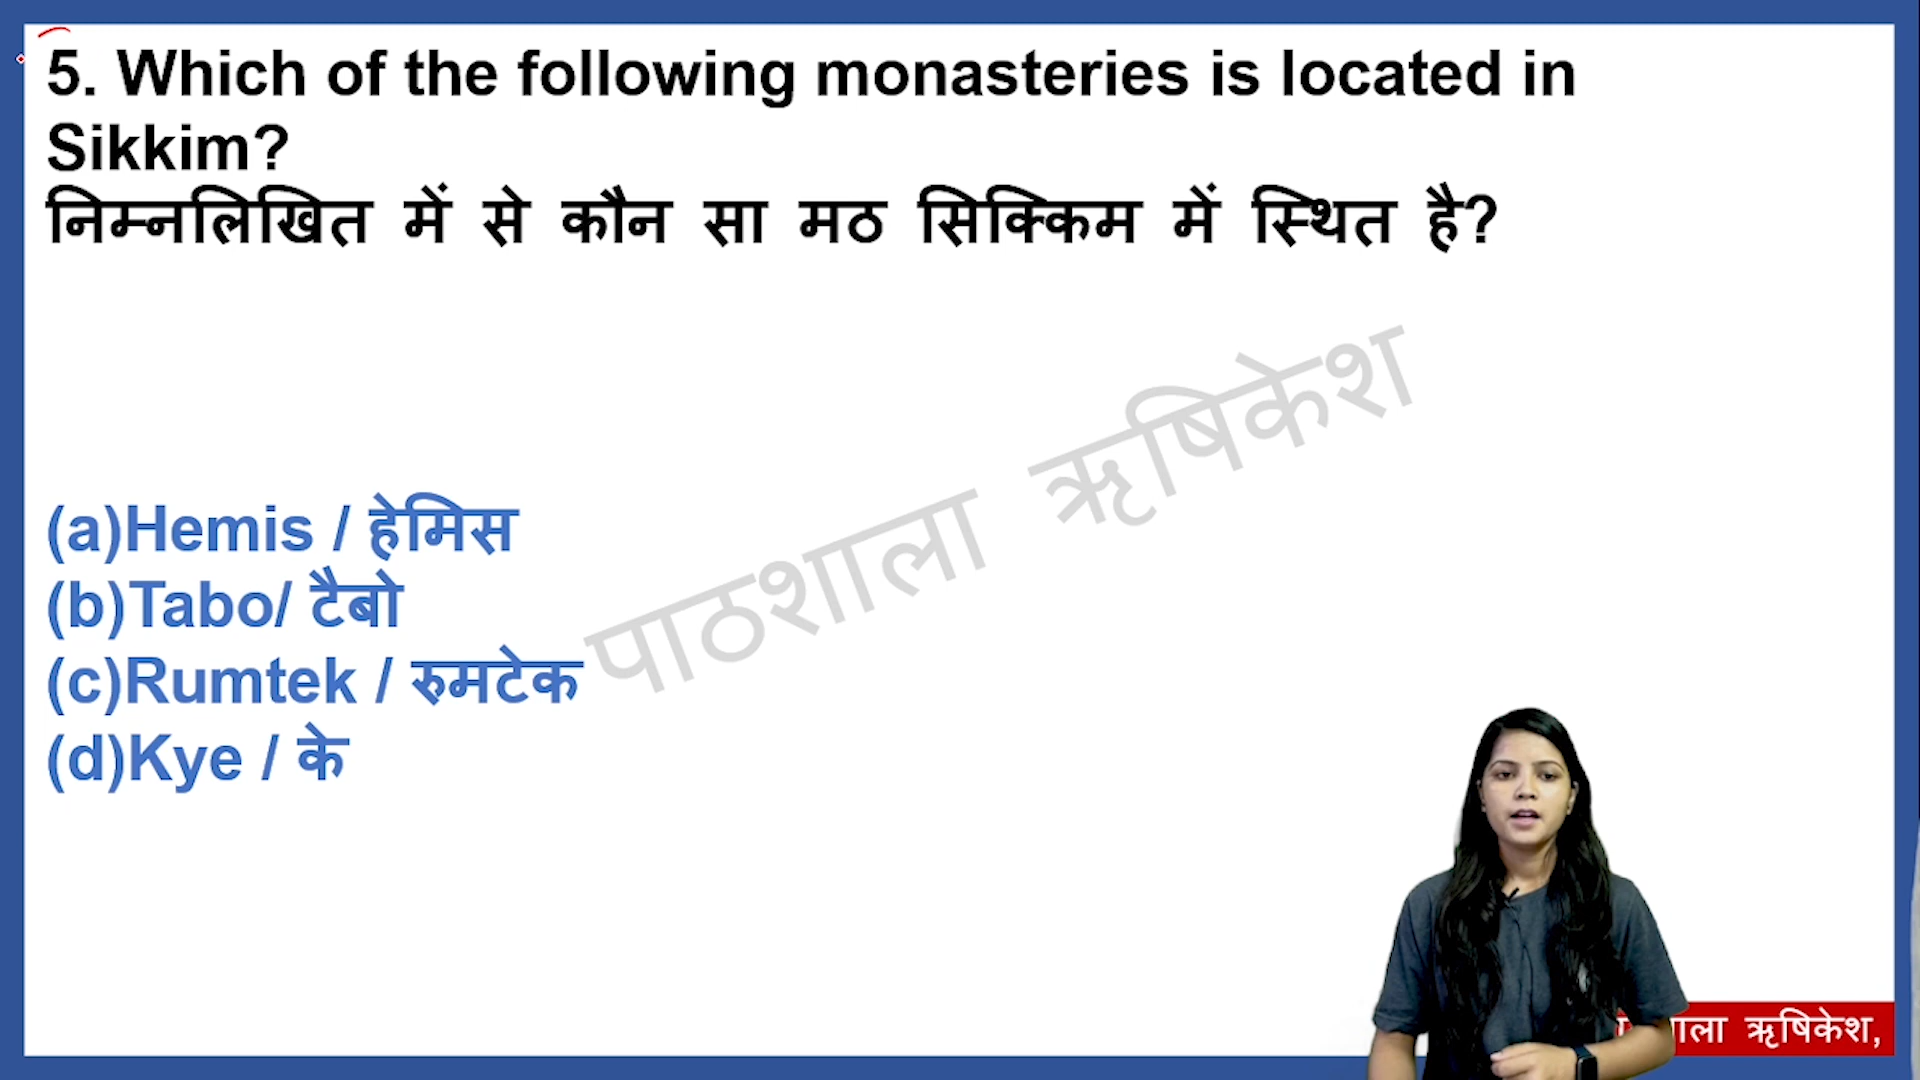 5. Which of the following monasteries is located in
Sikkim?
निम्नलिखित में से कौन सा मठ सिक्किम में स्थित है?
पाठशाला ऋषिकेश
(a)Hemis / हेमिस
(b)Tabo/ टैबो
(c)Rumtek / रुमटेक
(d)Kye / के
ऋषिकेश,